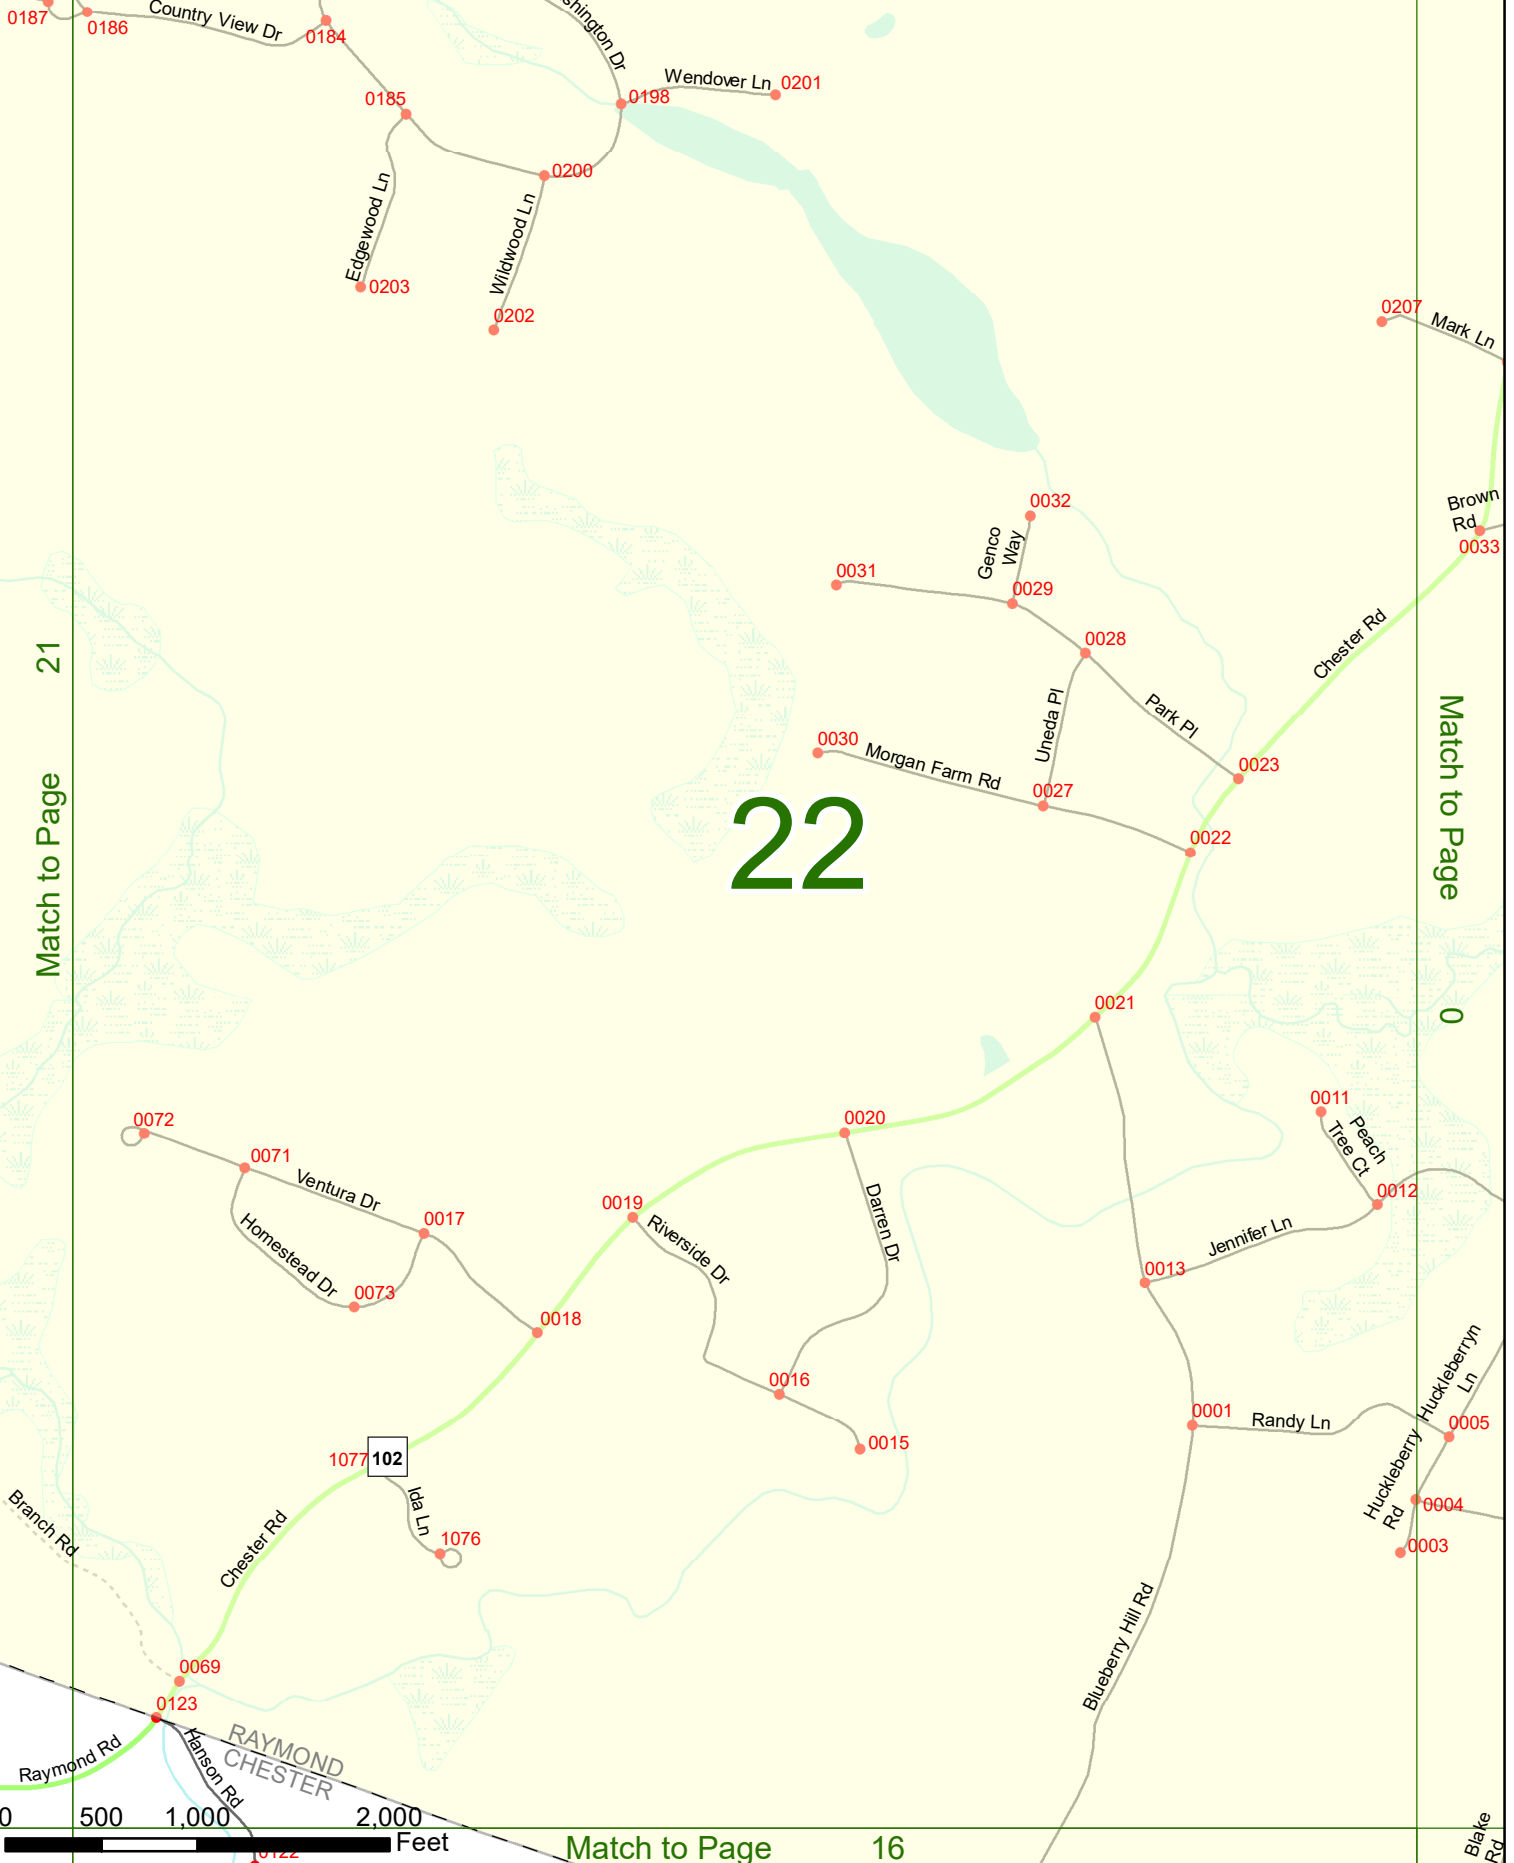 0187
0186
Country View Dr
0184
shington Dr
Wendover Ln
0201
0198
0185
0200
Edgewood Ln
Wildwood Ln
0203
0202
0207
Mark Ln
0032
Brown
Rd
0033
Genco
Way
0031
0029
0028
Chester Rd
21
Match to Page
Uneda Pl
Park Pl
0030
Morgan Farm Rd
0027
0023
22
0022
Match to Page
0
0021
0072
0071
Ventura Dr
0017
Homestead Dr
0073
0018
0019
Riverside Dr
0020
Darren Dr
0011
Peach
Tree Ct
0012
Jennifer Ln
0013
0016
0015
0001
Randy Ln
Huckleberryn
Ln
0005
Huckleberry
Rd
0004
0003
1077
102
Ida Ln
1076
Chester Rd
Branch Rd
Blueberry Hill Rd
0069
0123
Raymond Rd
Hanson Rd
RAYMOND
CHESTER
0 500 1,000 2,000
Feet
0122
Match to Page 16
Blake
Rd